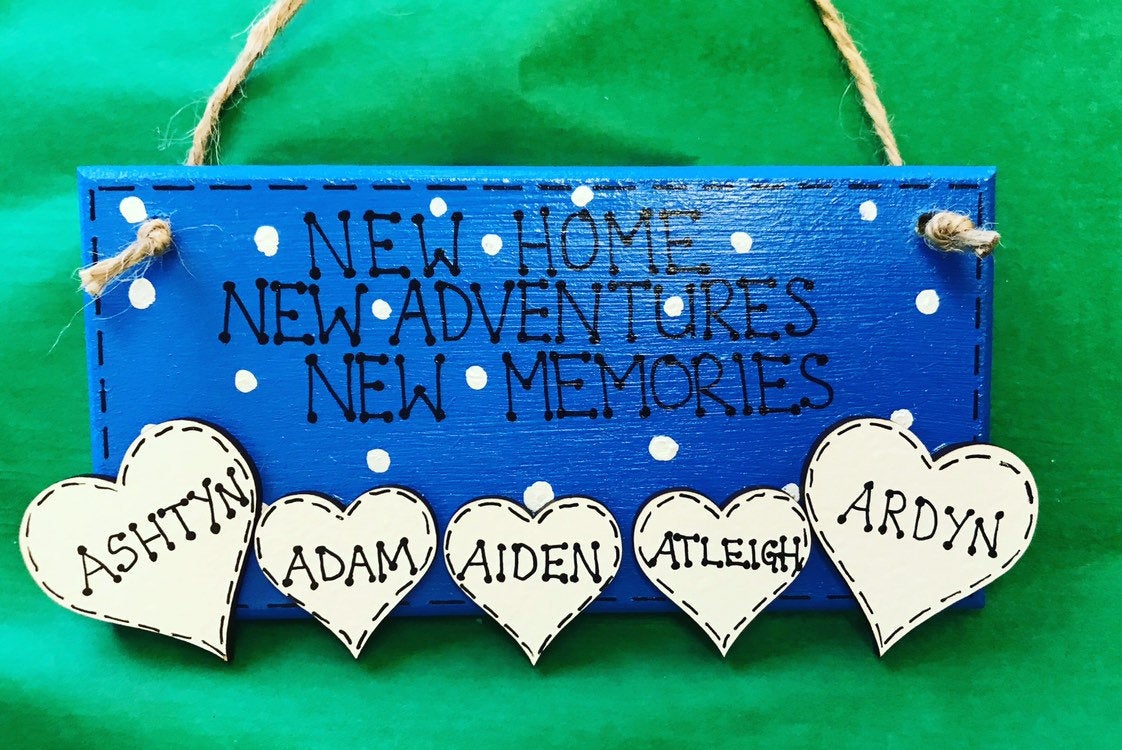 NEW HOME
NEW ADVENTURES
NEW MEMORIES
ASHTYN
ADAM
AIDEN
ATLEIGH
ARDYN